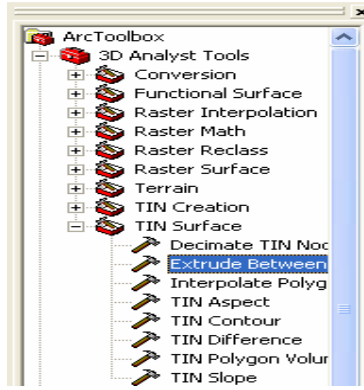 ArcToolbox
3D Analyst Tools
Conversion
Functional Surface
Raster Interpolation
Raster Math
Raster Reclass
Raster Surface
Terrain
TIN Creation
TIN Surface
Decimate TIN Noc
Extrude Between
Interpolate Polyg
TIN Aspect
TIN Contour
TIN Difference
TIN Polygon Volur
TIN Slope